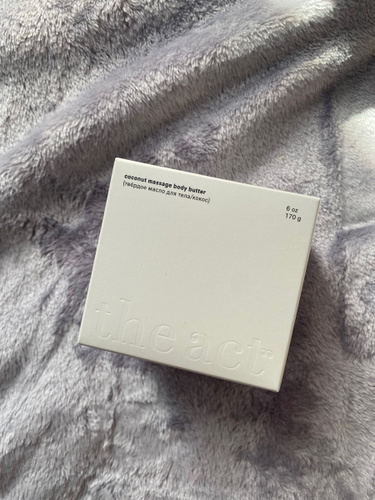 coconut massage body butter
(твёрдое масло для тела/кокос)
6 oz
170 g
the act